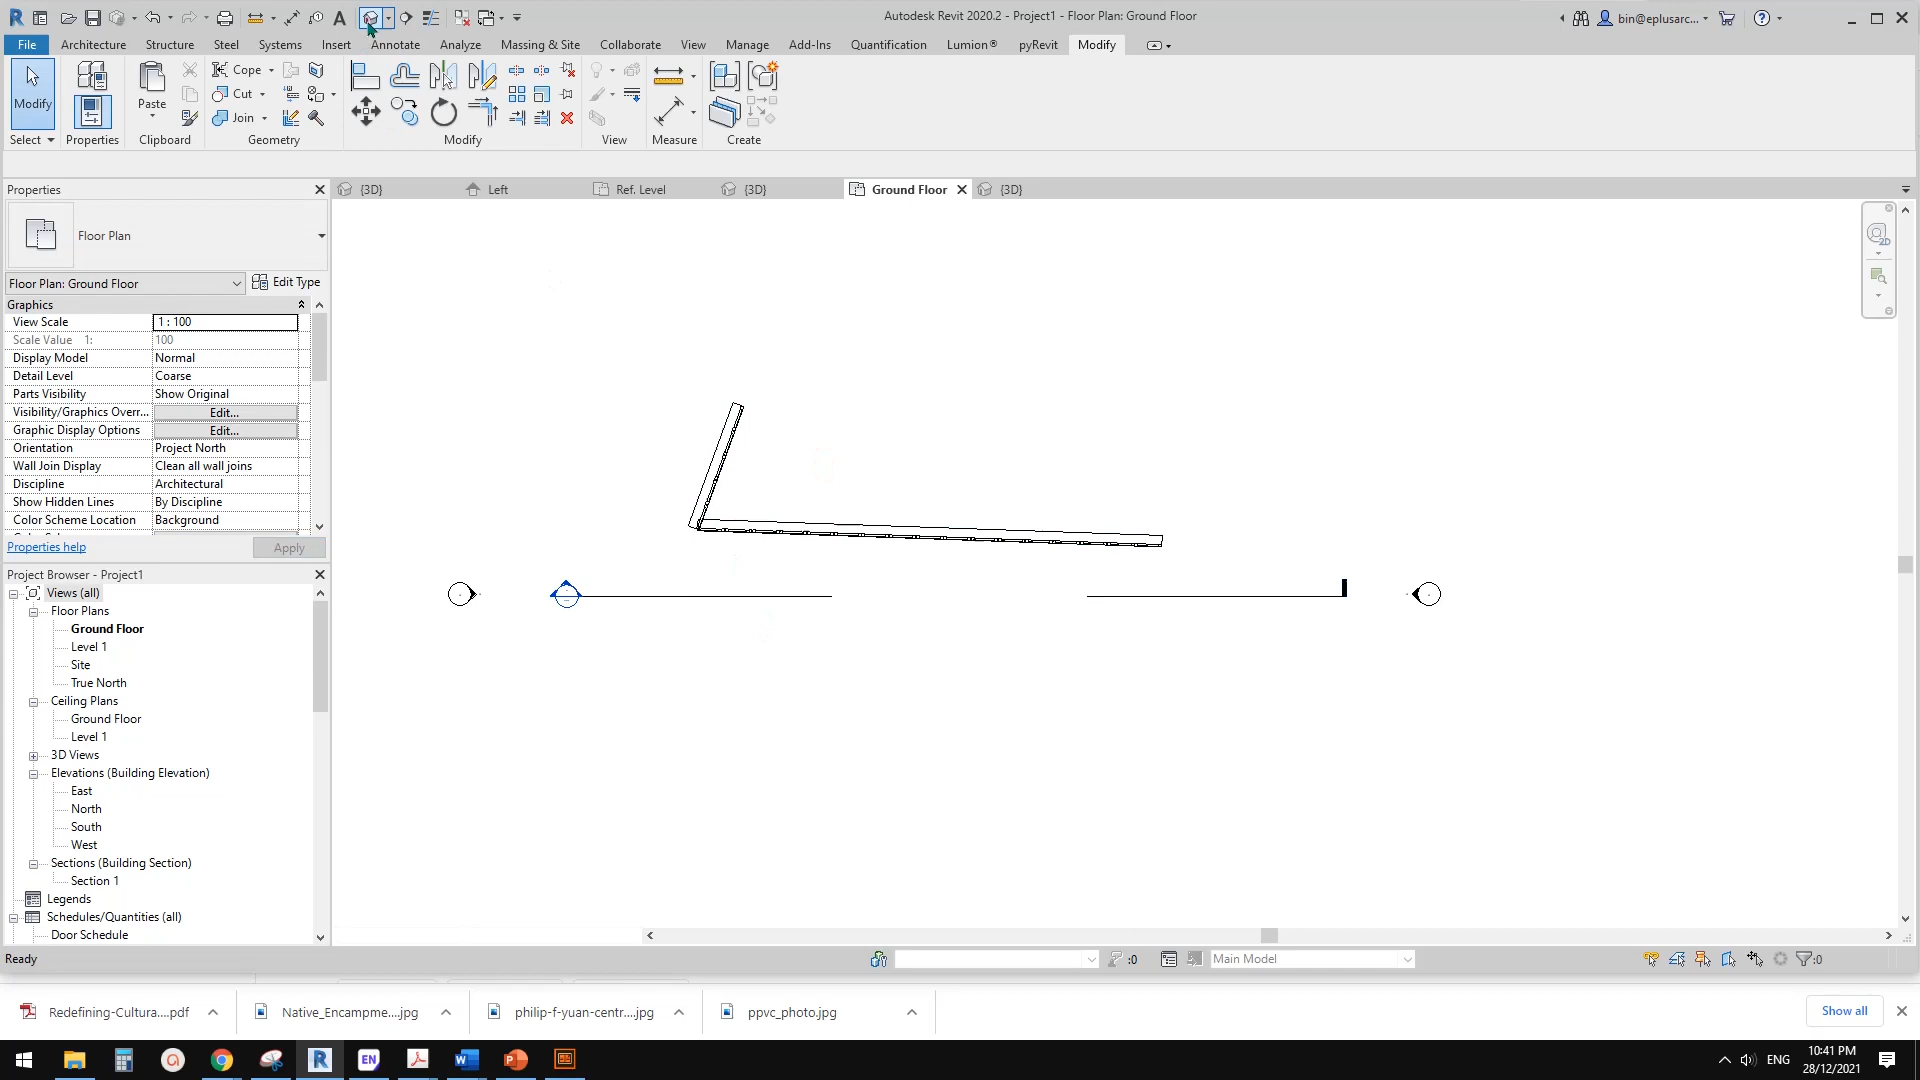 Autodesk Revit 2020.2 - Project1 - Floor Plan: Ground Floor
bin@eplusarc...
File Architecture Structure Steel Systems Insert Annotate Analyze Massing & Site Collaborate View Manage Add-Ins Quantification Lumion® pyRevit Modify
Modify
Paste
Cope
Cut
Join
Select Properties Clipboard Geometry Modify View Measure Create
Properties
{3D} Left Ref. Level {3D} Ground Floor {3D}
2D
Floor Plan
Floor Plan: Ground Floor Edit Type
Graphics
View Scale 1 : 100
Scale Value 1: 100
Display Model Normal
Detail Level Coarse
Parts Visibility Show Original
Visibility/Graphics Overr... Edit...
Graphic Display Options Edit...
Orientation Project North
Wall Join Display Clean all wall joins
Discipline Architectural
Show Hidden Lines By Discipline
Color Scheme Location Background
Properties help Apply
Project Browser - Project1
Views (all)
Floor Plans
Ground Floor
Level 1
Site
True North
Ceiling Plans
Ground Floor
Level 1
3D Views
Elevations (Building Elevation)
East
North
South
West
Sections (Building Section)
Section 1
Legends
Schedules/Quantities (all)
Door Schedule
Ready :0 Main Model :0
Redefining-Cultura....pdf Native_Encampme....jpg philip-f-yuan-centr....jpg ppvc_photo.jpg Show all
EN
ENG
10:41 PM
28/12/2021